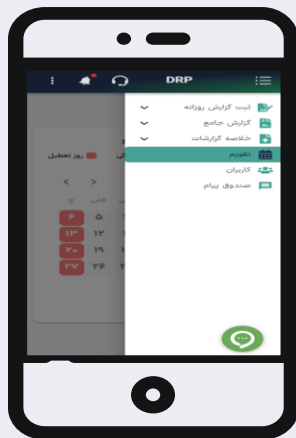 DRP
ثبت گزارش روزانه
گزارش جامع
خلاصه گزارشات
تقویم
کاربران
صندوق پیام
روز تعطیل
< >
ج
۵ ۶
۱۲ ۱۳
۱۹ ۲۰
۲۶ ۲۷